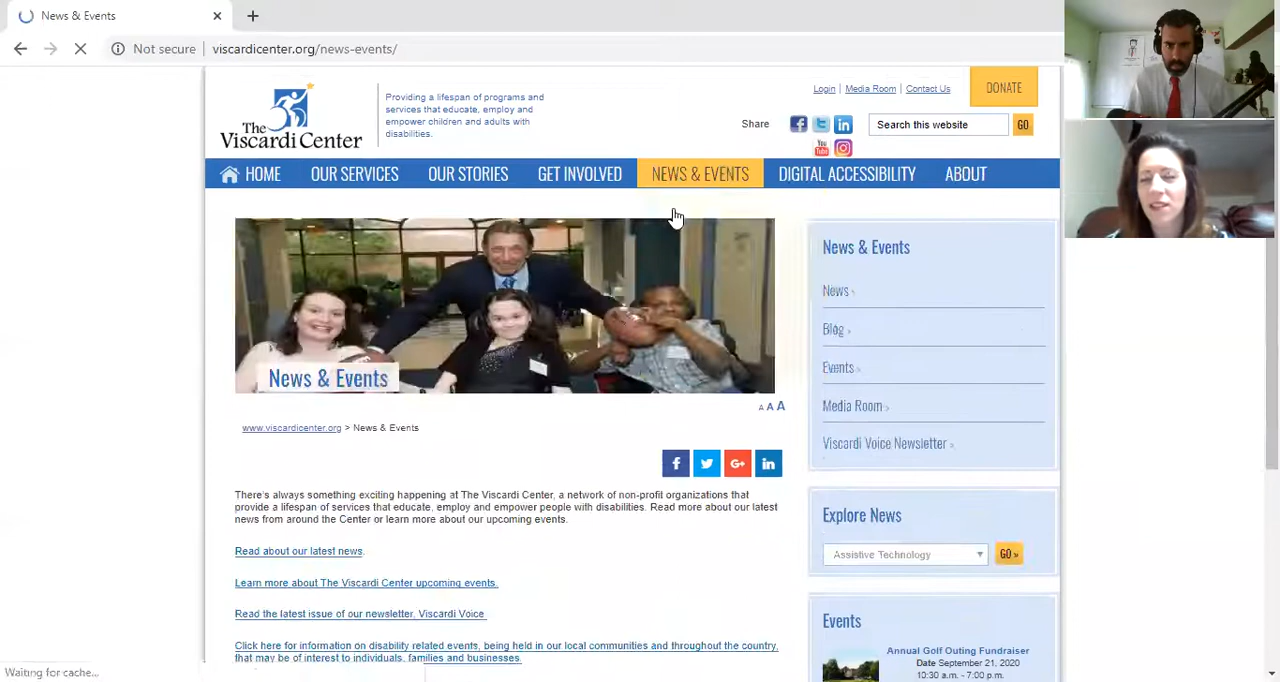 News & Events
Not secure
viscardicenter.org/news-events/
The
Viscardi Center
Providing a lifespan of programs and
services that educate, employ and
empower children and adults with
disabilities.
Login | Media Room | Contact Us
DONATE
Share
You
Tube
Search this website
GO
HOME
OUR SERVICES
OUR STORIES
GET INVOLVED
NEWS & EVENTS
DIGITAL ACCESSIBILITY
ABOUT
News & Events
A A A
www.viscardicenter.org > News & Events
There's always something exciting happening at The Viscardi Center, a network of non-profit organizations that
provide a lifespan of services that educate, employ and empower people with disabilities. Read more about our latest
news from around the Center or learn more about our upcoming events.
Read about our latest news.
Learn more about The Viscardi Center upcoming events.
Read the latest issue of our newsletter, Viscardi Voice.
Click here for information on disability related events, being held in our local communities and throughout the country,
that may be of interest to individuals, families and businesses.
News & Events
News ›
Blog ›
Events ›
Media Room ›
Viscardi Voice Newsletter ›
Explore News
Assistive Technology
GO »
Events
Annual Golf Outing Fundraiser
Date September 21, 2020
10:30 a.m. - 7:00 p.m.
Waiting for cache...